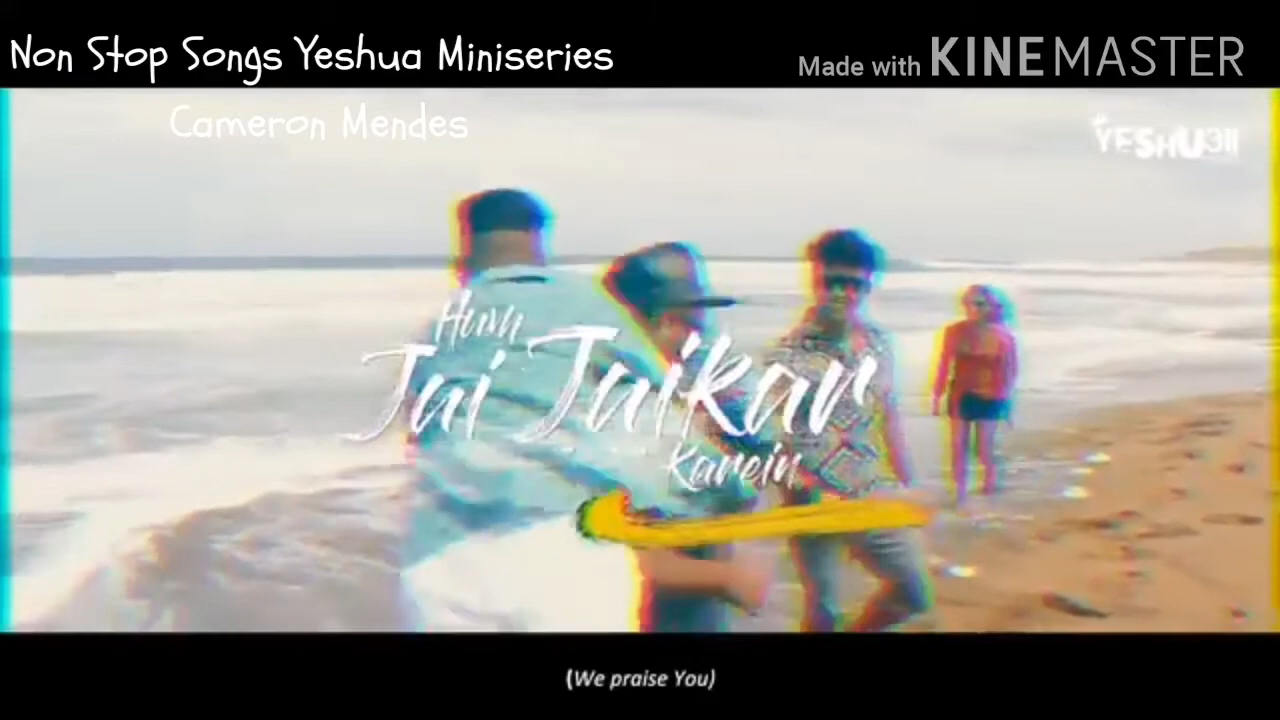 Non Stop Songs Yeshua Miniseries
Made with KINEMASTER
Cameron Mendes
Hum
Jai Jaikar
Karein
(We praise You)